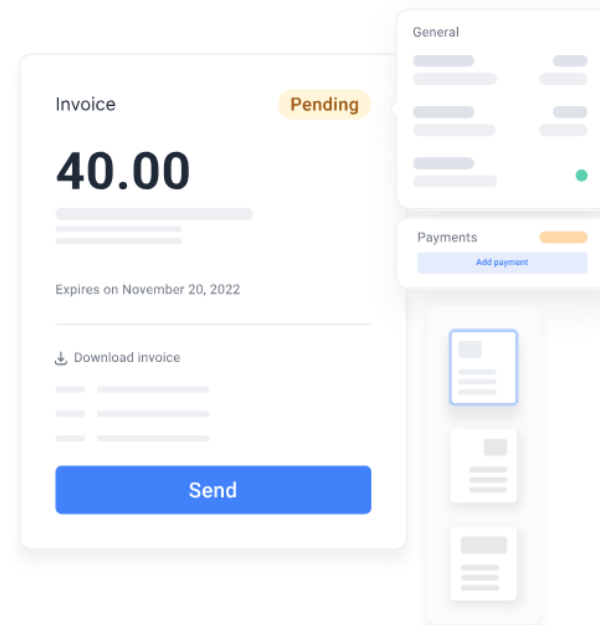 Invoice
Pending
40.00
Expires on November 20, 2022
Download invoice
Send
General
Payments
Add payment